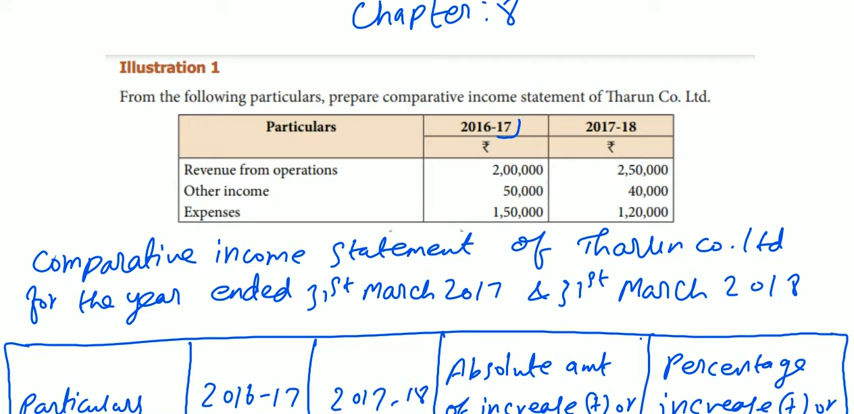 Chapter : 8
Illustration 1
From the following particulars, prepare comparative income statement of Tharun Co. Ltd.
Particulars 2016-17 2017-18
₹ ₹
Revenue from operations 2,00,000 2,50,000
Other income 50,000 40,000
Expenses 1,50,000 1,20,000
Comparative income statement of Tharun co. ltd
for the year ended 31st March 2017 & 31st March 2018
Particulars 2016-17 2017-18 Absolute amt of increase (+) or Percentage increase (+) or